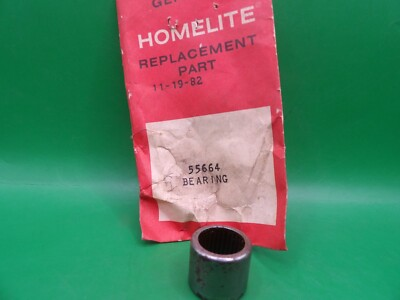 HOMELITE
REPLACEMENT
PART
11-19-82
55664
BEARING